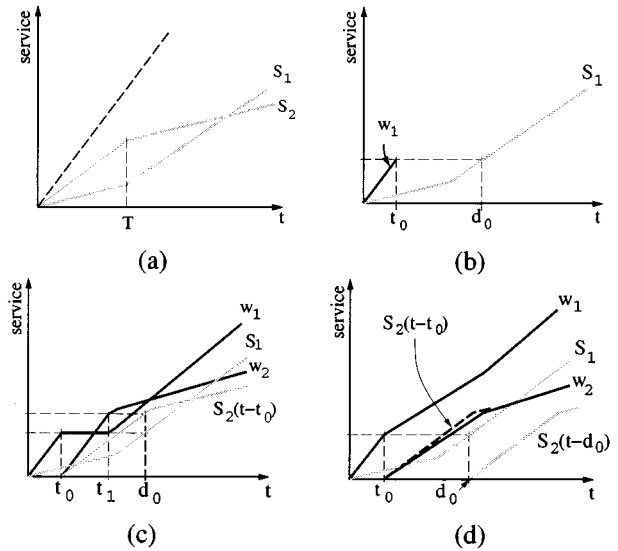 service
S1
S2
T
t
(a)
service
S1
w1
t0
d0
t
(b)
service
w1
S1
w2
S2(t-t0)
t0
t1
d0
t
(c)
service
w1
S2(t-t0)
S1
w2
S2(t-d0)
t0
d0
t
(d)